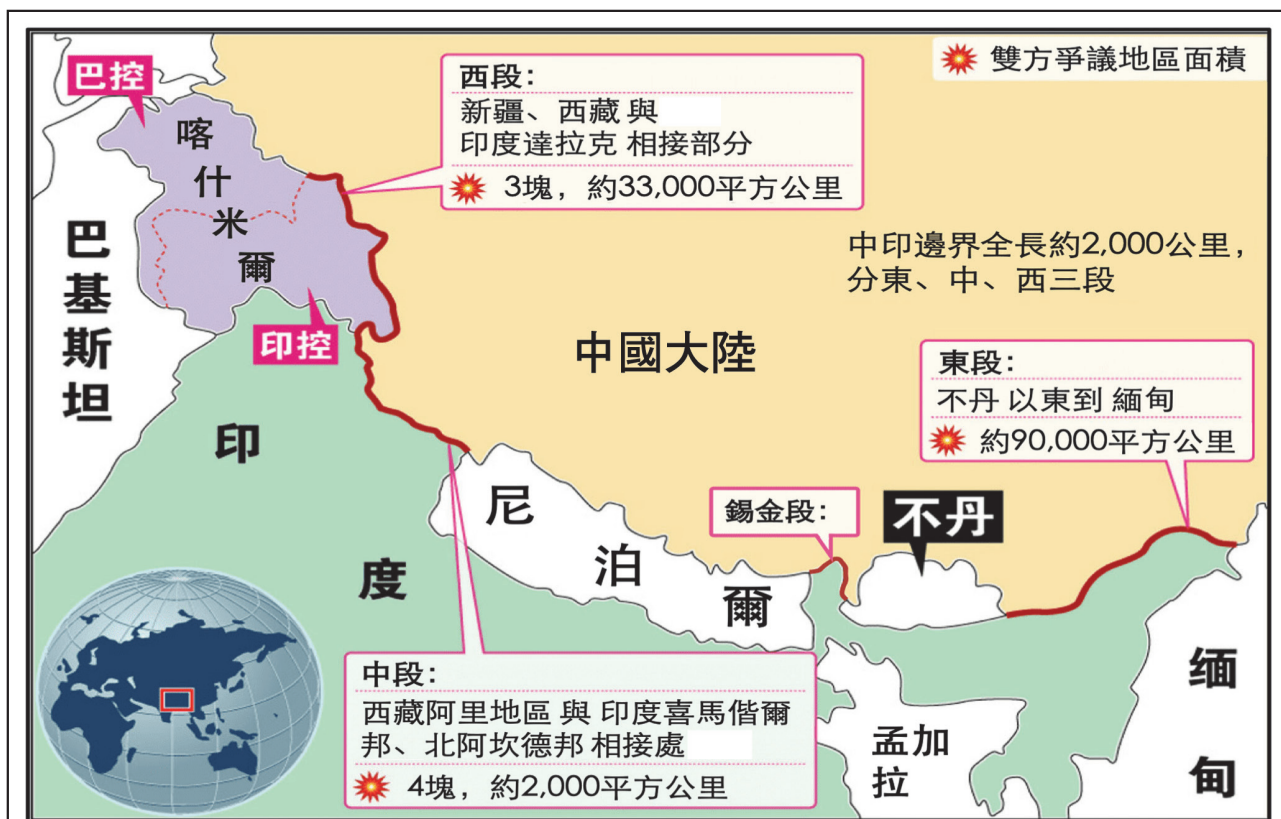 雙方爭議地區面積
巴控
西段：
新疆、西藏 與
印度達拉克 相接部分
3塊，約33,000平方公里
喀什米爾
巴基斯坦
中印邊界全長約2,000公里，
分東、中、西三段
印控
中國大陸
東段：
不丹 以東到 緬甸
約90,000平方公里
印度
尼泊爾
錫金段：
不丹
中段：
西藏阿里地區 與 印度喜馬偕爾
邦、北阿坎德邦 相接處
4塊，約2,000平方公里
孟加
拉
缅甸